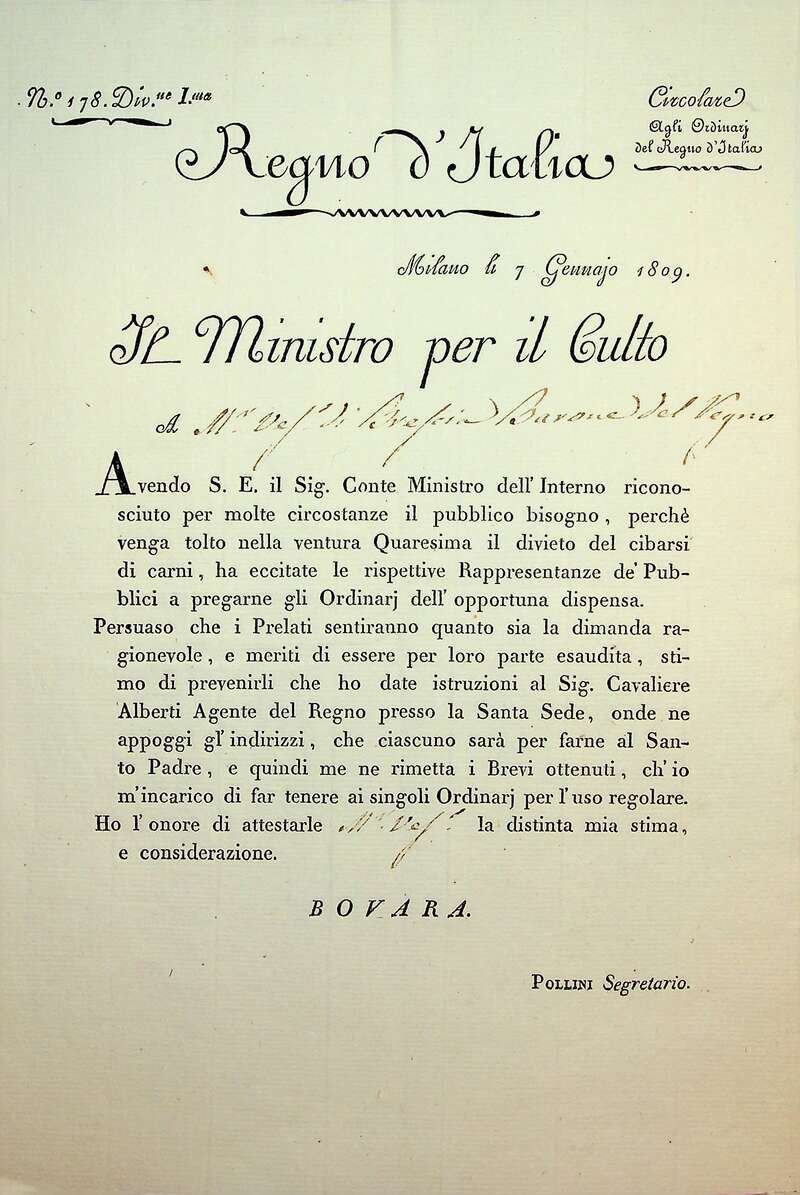 N.º 178. Div.ne I.ma
Circolare
Agli Ordinarj
del Regno d'Italia
Regno d'Italia
Milano li 7 Gennajo 1809.
Il Ministro per il Culto
A M.r Ves.º di Brescia Barone del Regno
Avendo S. E. il Sig. Conte Ministro dell' Interno ricono-
sciuto per molte circostanze il pubblico bisogno, perchè
venga tolto nella ventura Quaresima il divieto del cibarsi
di carni, ha eccitate le rispettive Rappresentanze de' Pub-
blici a pregarne gli Ordinarj dell' opportuna dispensa.
Persuaso che i Prelati sentiranno quanto sia la dimanda ra-
gionevole, e meriti di essere per loro parte esaudita, sti-
mo di prevenirli che ho date istruzioni al Sig. Cavaliere
Alberti Agente del Regno presso la Santa Sede, onde ne
appoggi gl' indirizzi, che ciascuno sarà per farne al San-
to Padre, e quindi me ne rimetta i Brevi ottenuti, ch' io
m'incarico di far tenere ai singoli Ordinarj per l' uso regolare.
Ho l' onore di attestarle M.r Ves.º la distinta mia stima,
e considerazione.
BOVARA.
POLLINI Segretario.